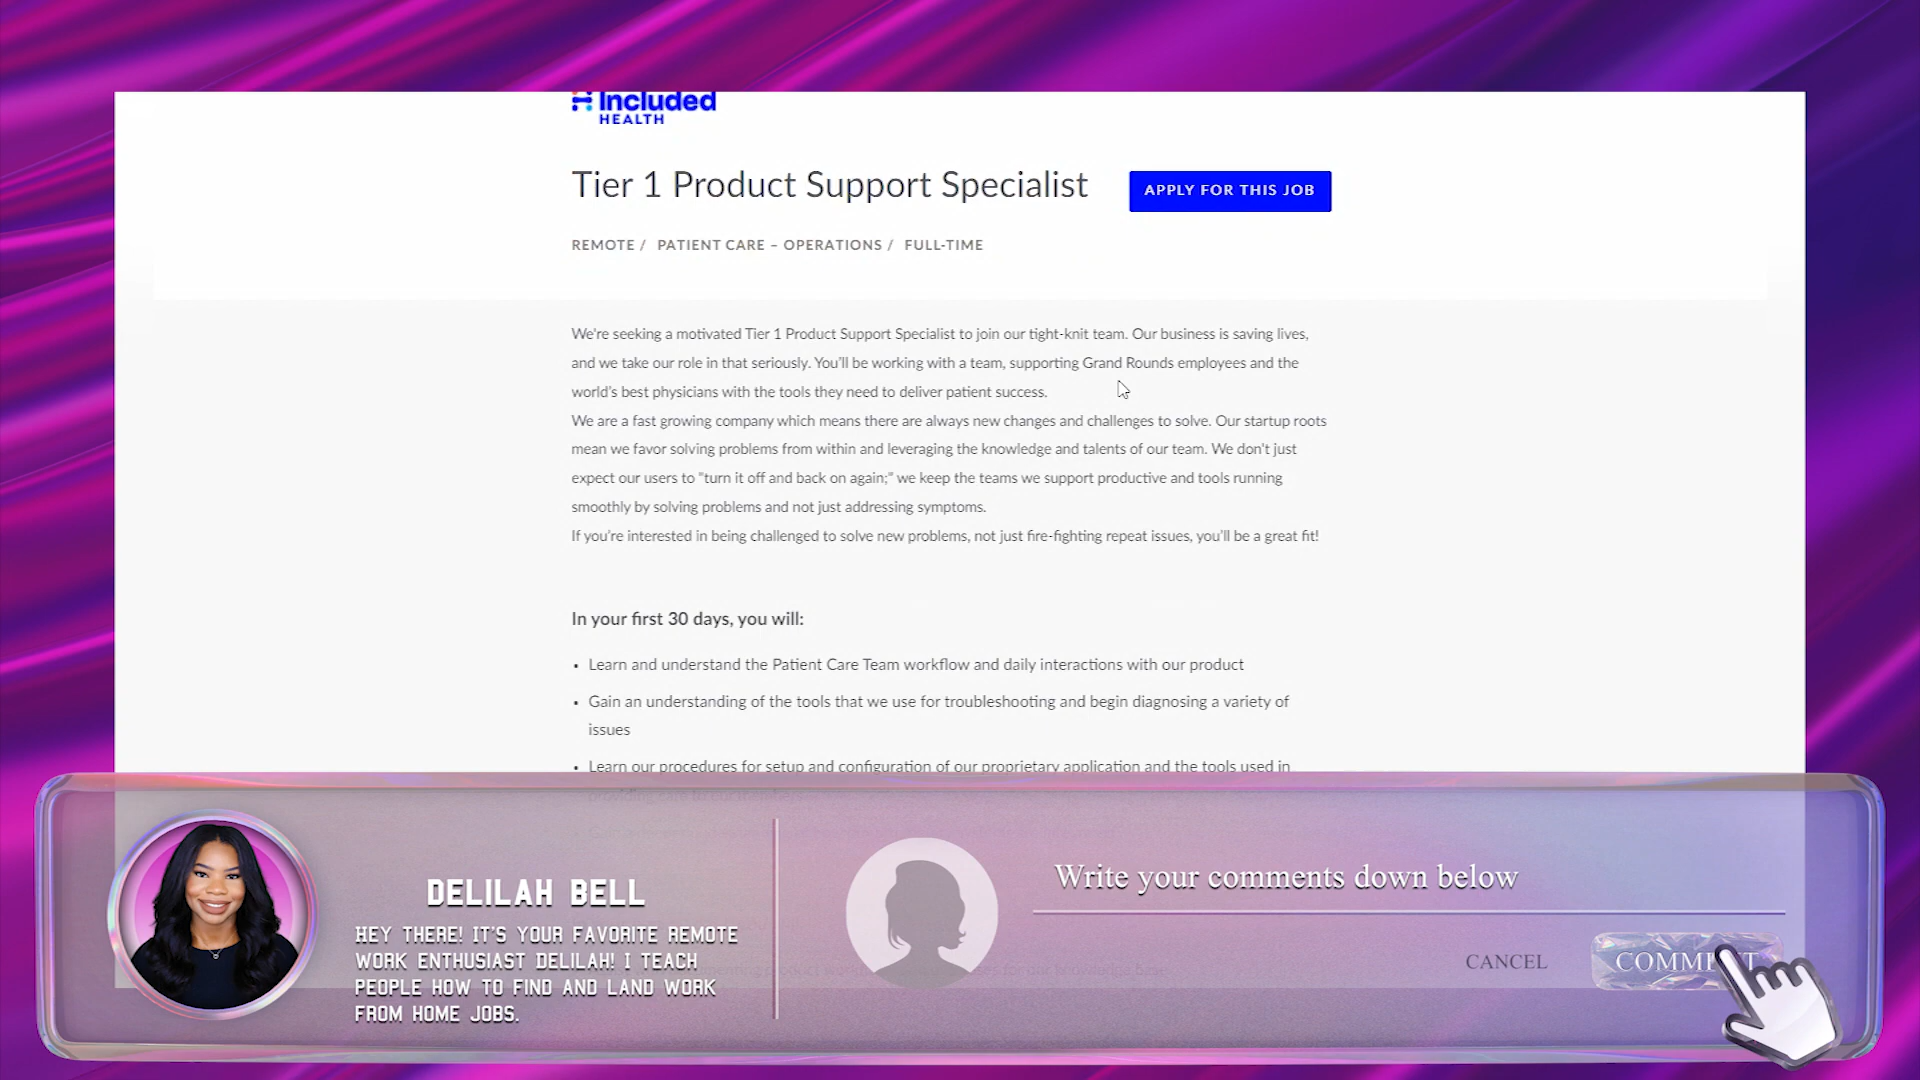 Included
HEALTH
Tier 1 Product Support Specialist
APPLY FOR THIS JOB
REMOTE / PATIENT CARE – OPERATIONS / FULL-TIME
We're seeking a motivated Tier 1 Product Support Specialist to join our tight-knit team. Our business is saving lives,
and we take our role in that seriously. You'll be working with a team, supporting Grand Rounds employees and the
world's best physicians with the tools they need to deliver patient success.
We are a fast growing company which means there are always new changes and challenges to solve. Our startup roots
mean we favor solving problems from within and leveraging the knowledge and talents of our team. We don't just
expect our users to "turn it off and back on again;" we keep the teams we support productive and tools running
smoothly by solving problems and not just addressing symptoms.
If you're interested in being challenged to solve new problems, not just fire-fighting repeat issues, you'll be a great fit!
In your first 30 days, you will:
• Learn and understand the Patient Care Team workflow and daily interactions with our product
• Gain an understanding of the tools that we use for troubleshooting and begin diagnosing a variety of
issues
• Learn our procedures for setup and configuration of our proprietary application and the tools used in
DELILAH BELL
HEY THERE! IT'S YOUR FAVORITE REMOTE
WORK ENTHUSIAST DELILAH! I TEACH
PEOPLE HOW TO FIND AND LAND WORK
FROM HOME JOBS.
Write your comments down below
CANCEL
COMMENT